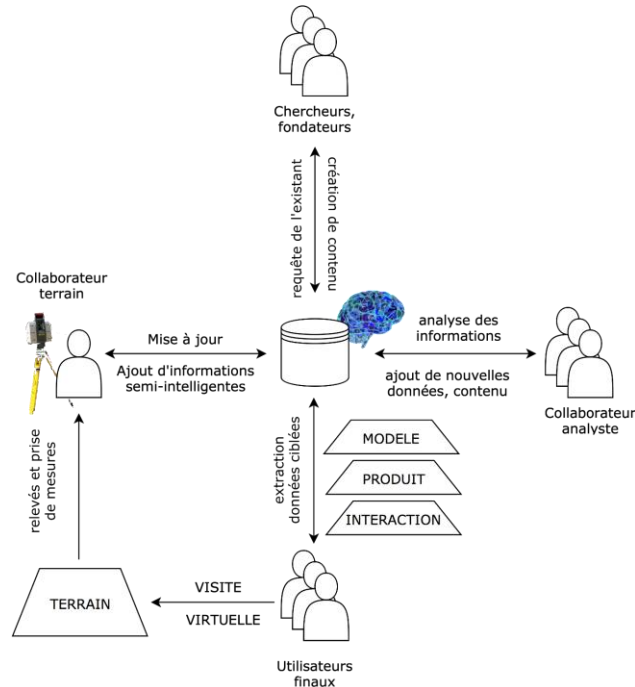 Chercheurs,
fondateurs
requête de l'existant
création de contenu
Collaborateur
terrain
Mise à jour
Ajout d'informations
semi-intelligentes
analyse des
informations
ajout de nouvelles
données, contenu
Collaborateur
analyste
relevés et prise
de mesures
extraction
données ciblées
MODELE
PRODUIT
INTERACTION
TERRAIN
VISITE
VIRTUELLE
Utilisateurs
finaux